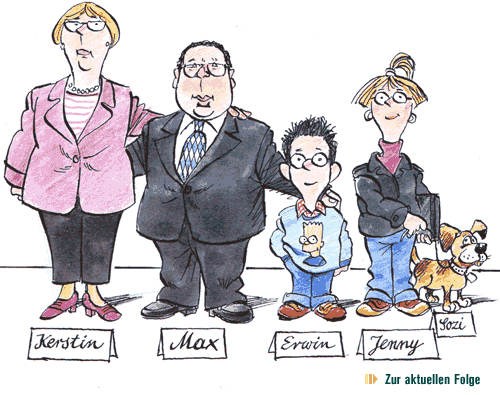 Kerstin
Max
Erwin
Jenny
Sozi
Zur aktuellen Folge